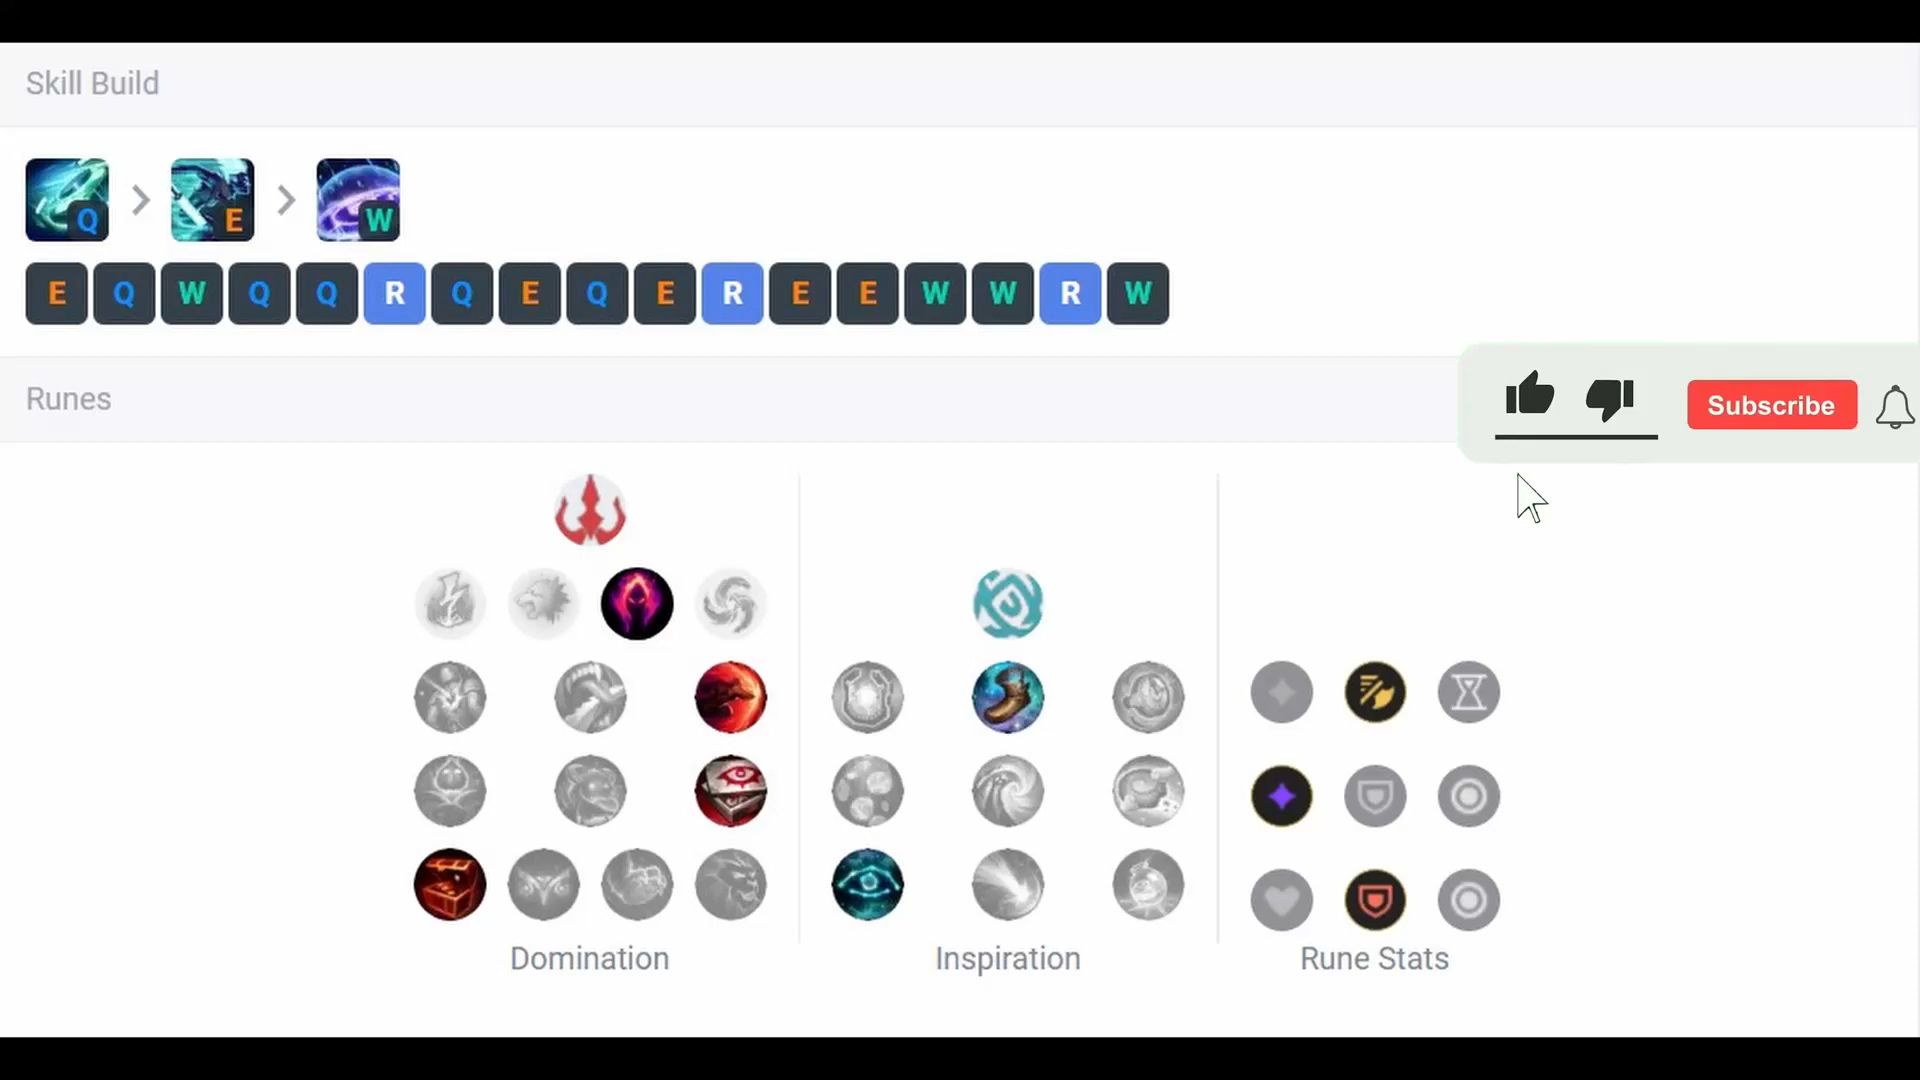 Skill Build
Q E W
E Q W Q Q R Q E Q E R E E W W R W
Runes
Subscribe
Domination
Inspiration
Rune Stats